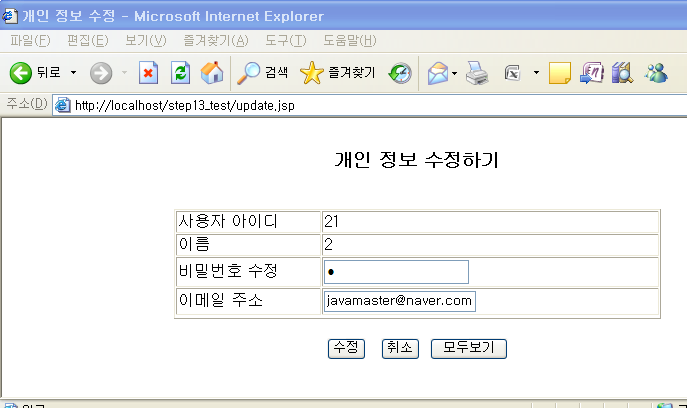 개인 정보 수정 - Microsoft Internet Explorer
파일(F) 편집(E) 보기(V) 즐겨찾기(A) 도구(T) 도움말(H)
뒤로 검색 즐겨찾기
주소(D) http://localhost/step13_test/update.jsp
개인 정보 수정하기
사용자 아이디 21
이름 2
비밀번호 수정 ●
이메일 주소 javamaster@naver.com
수정 취소 모두보기